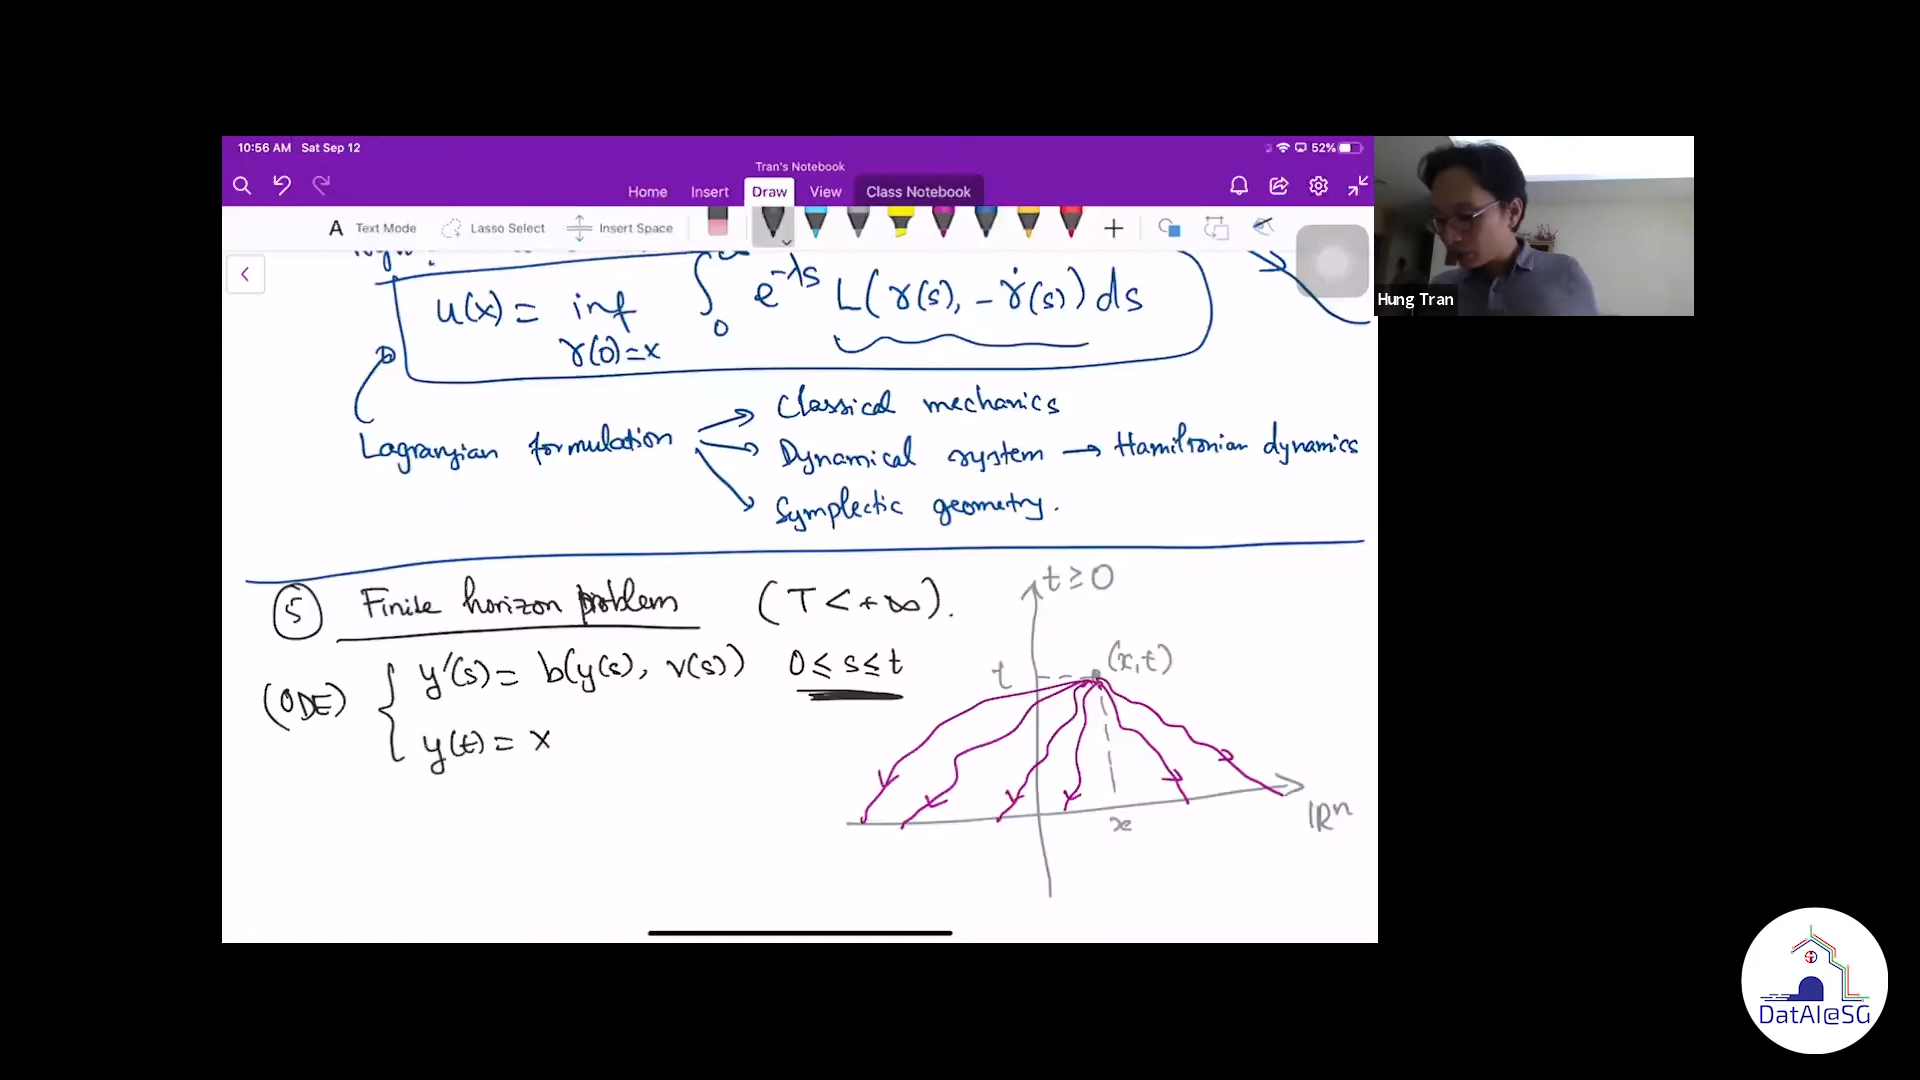 10:56 AM Sat Sep 12
52%
Tran's Notebook
Home Insert Draw View Class Notebook
A Text Mode Lasso Select Insert Space
u(x) = inf ∫ e^{-λs} L(γ(s), -γ̇(s)) ds
γ(0)=x 0
Classical mechanics
Lagrangian formulation
Dynamical system → Hamiltonian dynamics
Symplectic geometry.
⑤ Finite horizon problem (T < +∞).
(ODE) { y'(s) = b(y(s), v(s)) 0 ≤ s ≤ t
y(t) = x
t ≥ 0
t (x,t)
x
ℝⁿ
Hung Tran
DatAI@SG